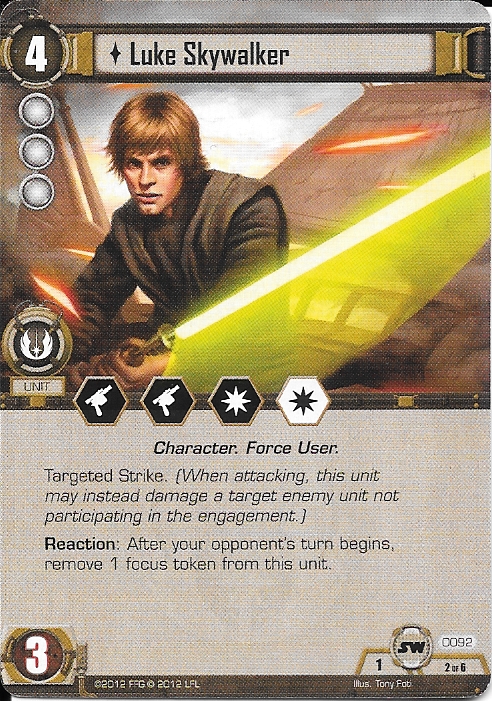 4
Luke Skywalker
UNIT
Character. Force User.
Targeted Strike. (When attacking, this unit
may instead damage a target enemy unit not
participating in the engagement.)
Reaction: After your opponent's turn begins,
remove 1 focus token from this unit.
3
SW
0092
1
2 OF 6
©2012 FFG © 2012 LFL
Illus. Tony Foti